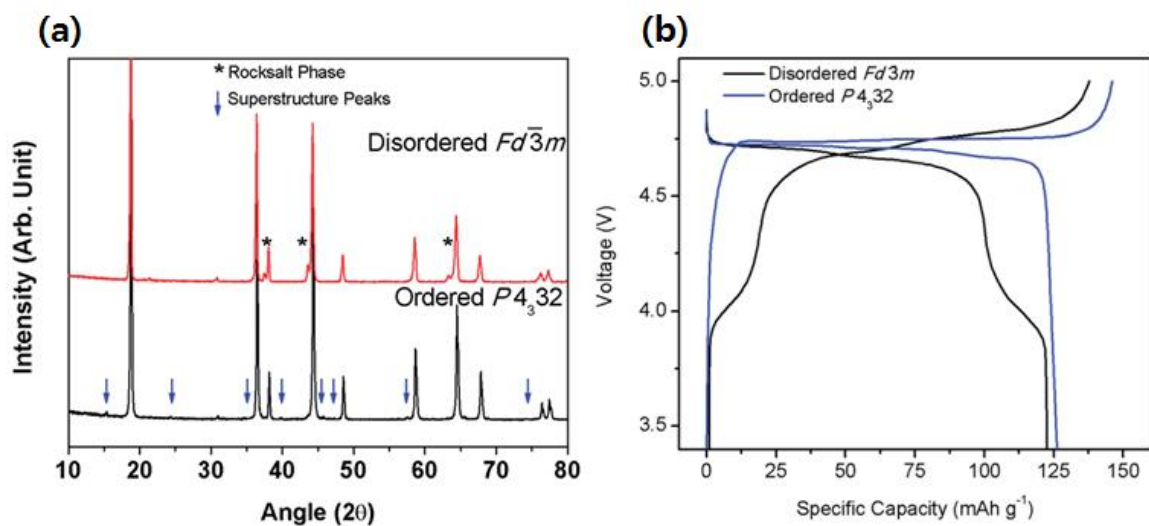 (a)
* Rocksalt Phase
Superstructure Peaks
Disordered Fd3̅m
* * *
Ordered P4₃32
Intensity (Arb. Unit)
10 20 30 40 50 60 70 80
Angle (2θ)
(b)
Disordered Fd3m
Ordered P4₃32
5.0
4.5
4.0
3.5
Voltage (V)
0 25 50 75 100 125 150
Specific Capacity (mAh g⁻¹)